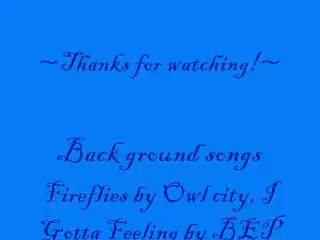 ~Thanks for watching!~
Back ground songs
Fireflies by Owl city, I
Gotta Feeling by BEP